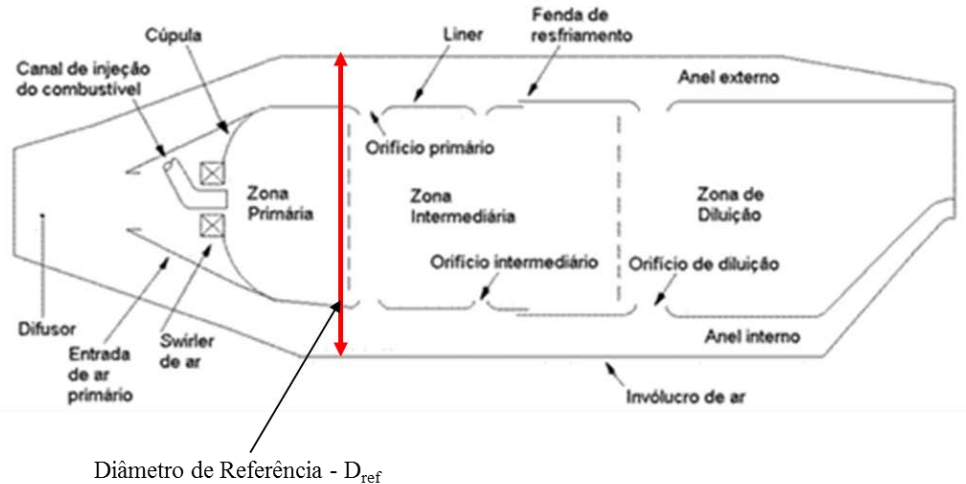 Fenda de
resfriamento
Cúpula
Liner
Canal de injeção
do combustível
Anel externo
Orifício primário
Zona
Primária
Zona
Intermediária
Zona de
Diluição
Orifício intermediário
Orifício de diluição
Difusor
Entrada
de ar
primário
Swirler
de ar
Anel interno
Invólucro de ar
Diâmetro de Referência - Dref